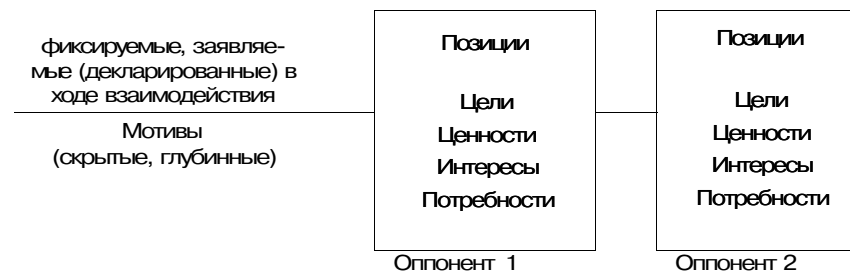 фиксируемые, заявляе-
мые (декларированные) в
ходе взаимодействия
Мотивы
(скрытые, глубинные)
Позиции
Цели
Ценности
Интересы
Потребности
Оппонент 1
Позиции
Цели
Ценности
Интересы
Потребности
Оппонент 2